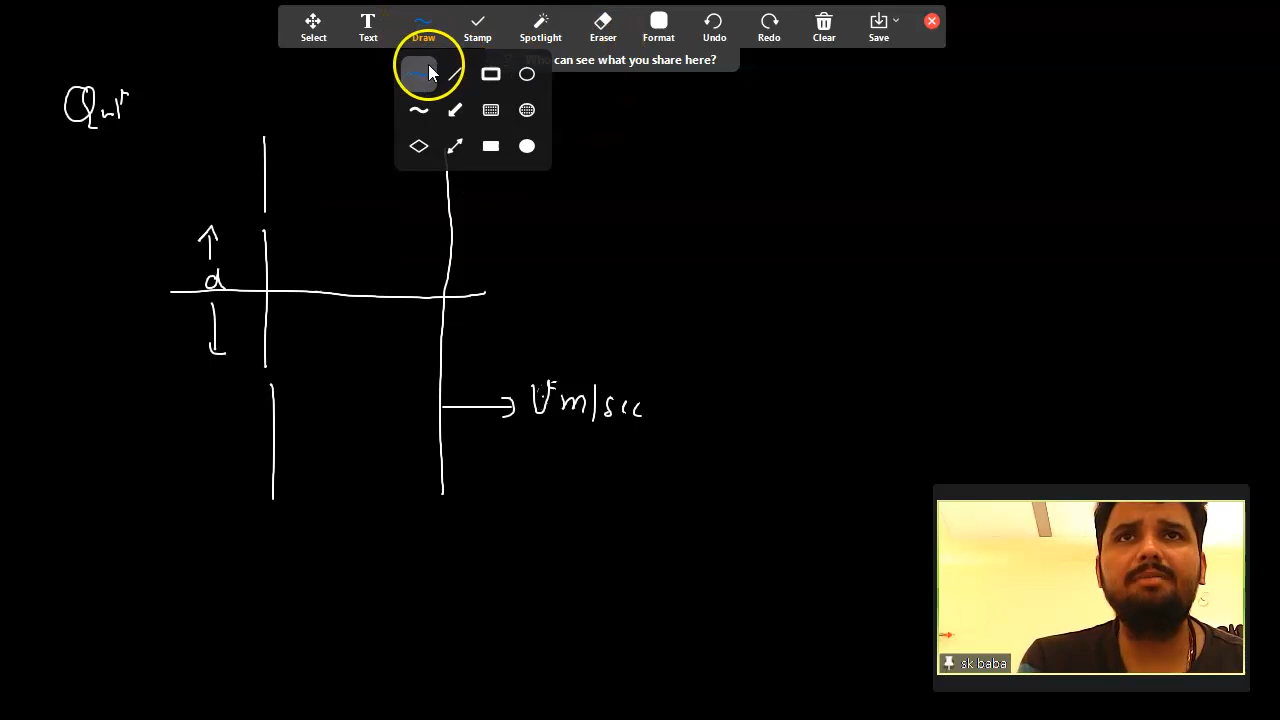 Select Text Draw Stamp Spotlight Eraser Format Undo Redo Clear Save
can see what you share here?
d
V m/sec
sk baba